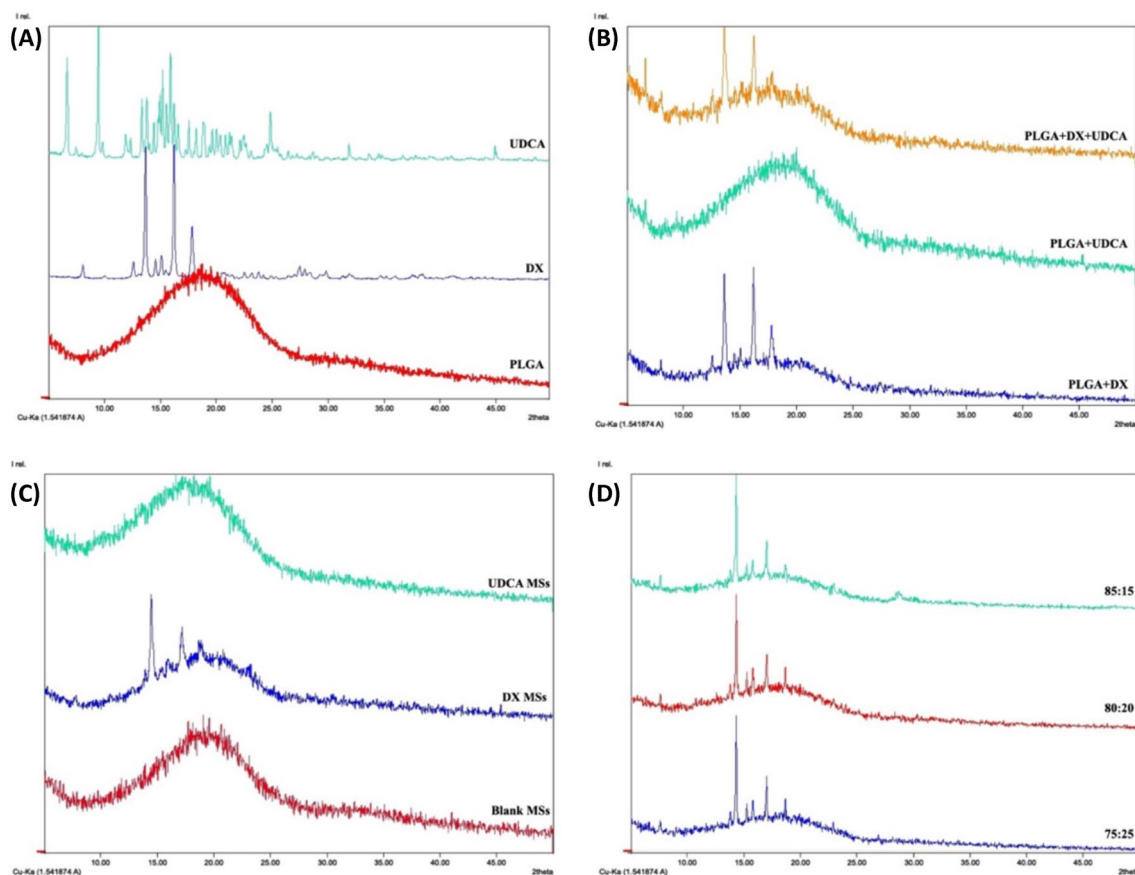 (A)
I rel.
UDCA
DX
PLGA
10.00 15.00 20.00 25.00 30.00 35.00 40.00 45.00
Cu-Ka (1.541874 A) 2theta
(B)
I rel.
PLGA+DX+UDCA
PLGA+UDCA
PLGA+DX
10.00 15.00 20.00 25.00 30.00 35.00 40.00 45.00
Cu-Ka (1.541874 A) 2theta
(C)
I rel.
UDCA MSs
DX MSs
Blank MSs
10.00 15.00 20.00 25.00 30.00 35.00 40.00 45.00
Cu-Ka (1.541874 A) 2theta
(D)
I rel.
85:15
80:20
75:25
10.00 15.00 20.00 25.00 30.00 35.00 40.00 45.00
Cu-Ka (1.541874 A) 2theta